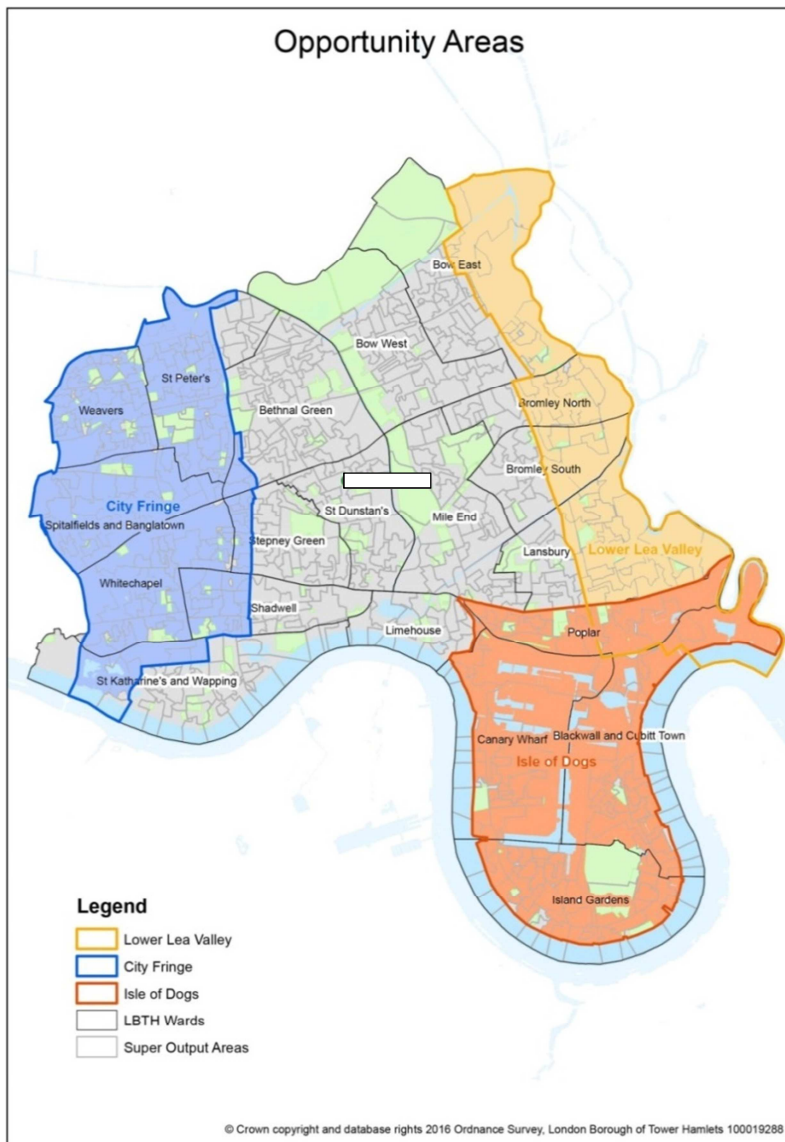 Opportunity Areas
Bow East
Bow West
St Peter's
Weavers
Bethnal Green
Bromley North
Bromley South
City Fringe
St Dunstan's
Mile End
Spitalfields and Banglatown
Stepney Green
Lansbury
Lower Lea Valley
Whitechapel
Shadwell
Limehouse
Poplar
St Katharine's and Wapping
Canary Wharf
Blackwall and Cubitt Town
Isle of Dogs
Island Gardens
Legend
Lower Lea Valley
City Fringe
Isle of Dogs
LBTH Wards
Super Output Areas
© Crown copyright and database rights 2016 Ordnance Survey, London Borough of Tower Hamlets 100019288